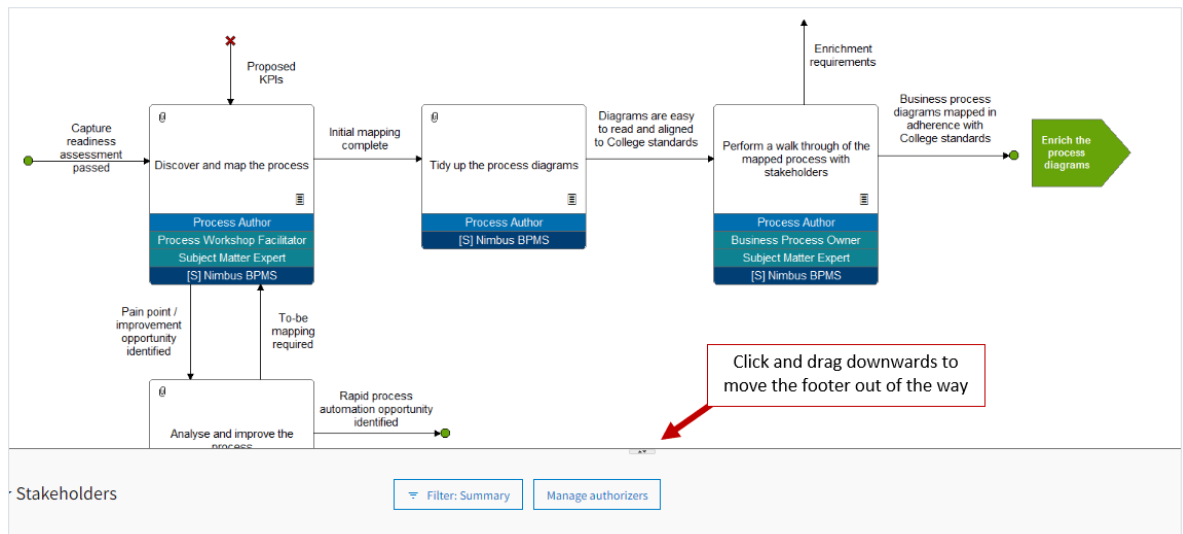 Proposed
KPIs
Enrichment
requirements
Capture
readiness
assessment
passed
Discover and map the process
Process Author
Process Workshop Facilitator
Subject Matter Expert
[S] Nimbus BPMS
Initial mapping
complete
Tidy up the process diagrams
Process Author
[S] Nimbus BPMS
Diagrams are easy
to read and aligned
to College standards
Perform a walk through of the
mapped process with
stakeholders
Process Author
Business Process Owner
Subject Matter Expert
[S] Nimbus BPMS
Business process
diagrams mapped in
adherence with
College standards
Enrich the
process
diagrams
Pain point /
improvement
opportunity
identified
To-be
mapping
required
Analyse and improve the
process
Rapid process
automation opportunity
identified
Click and drag downwards to
move the footer out of the way
Stakeholders
Filter: Summary
Manage authorizers